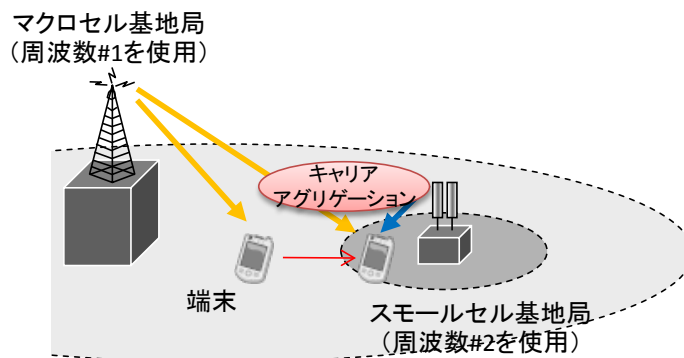 マクロセル基地局
（周波数#1を使用）
キャリア
アグリゲーション
端末
スモールセル基地局
（周波数#2を使用）